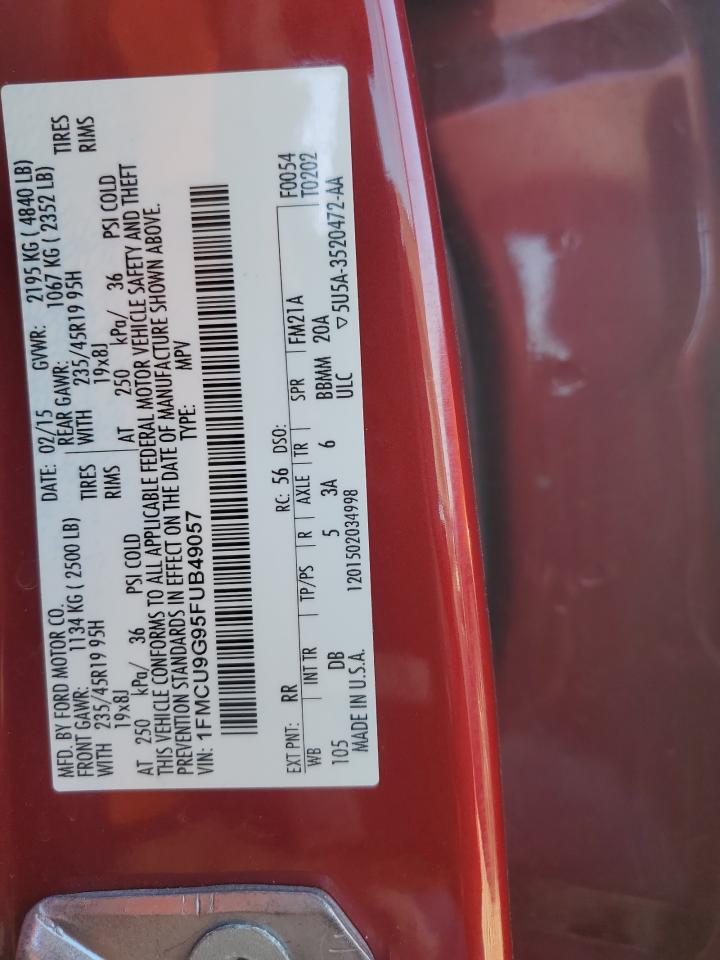 MFD. BY FORD MOTOR CO. DATE: 02/15 GVWR: 2195 KG ( 4840 LB)
FRONT GAWR: 1134 KG ( 2500 LB) REAR GAWR: 1067 KG ( 2352 LB)
WITH 235/45R19 95H TIRES WITH 235/45R19 95H TIRES
19x8J RIMS 19x8J RIMS
AT 250 kPa/ 36 PSI COLD AT 250 kPa/ 36 PSI COLD
THIS VEHICLE CONFORMS TO ALL APPLICABLE FEDERAL MOTOR VEHICLE SAFETY AND THEFT
PREVENTION STANDARDS IN EFFECT ON THE DATE OF MANUFACTURE SHOWN ABOVE.
VIN: 1FMCU9G95FUB49057 TYPE: MPV
EXT PNT: RR RC: 56 DSO: F0054
WB INT TR TP/PS R AXLE TR SPR FM21A T0202
105 DB 5 3A 6 BBMM 20A
MADE IN U.S.A. 1201502034998 ULC ▽5U5A-3520472-AA